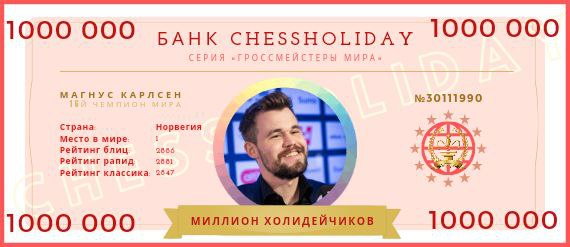 1000 000
1000 000
БАНК CHESSHOLIDAY
СЕРИЯ «ГРОССМЕЙСТЕРЫ МИРА»
МАГНУС КАРЛСЕН
16Й ЧЕМПИОН МИРА
№30111990
Страна Норвегия
Место в мире: 1
Рейтинг блиц 2886
Рейтинг рапид 2881
Рейтинг классика 2847
1000 000
1000 000
МИЛЛИОН ХОЛИДЕЙЧИКОВ